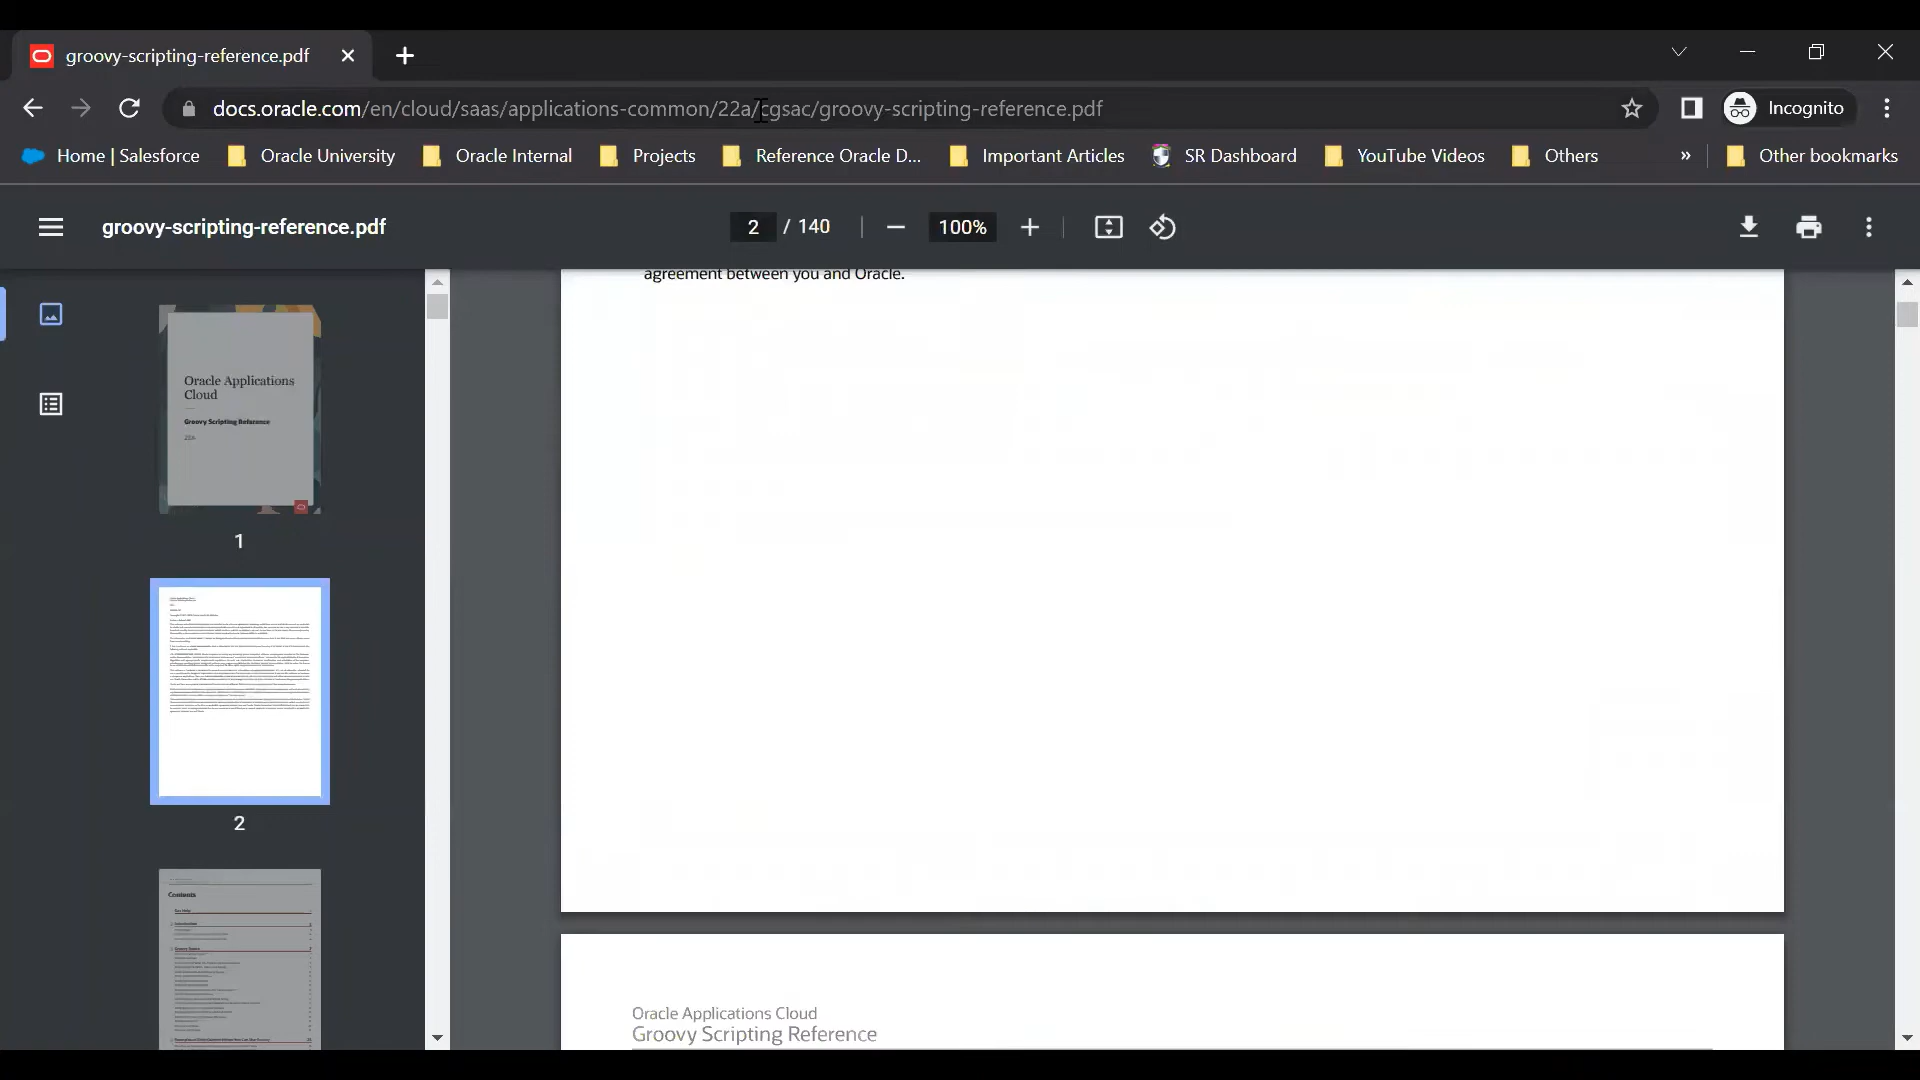 groovy-scripting-reference.pdf
docs.oracle.com/en/cloud/saas/applications-common/22a/cgsac/groovy-scripting-reference.pdf
Incognito
Home | Salesforce
Oracle University
Oracle Internal
Projects
Reference Oracle D...
Important Articles
SR Dashboard
YouTube Videos
Others
»
Other bookmarks
groovy-scripting-reference.pdf
2 / 140
100%
agreement between you and Oracle.
Oracle Applications
Cloud
Groovy Scripting Reference
22A
1
2
Contents
Oracle Applications Cloud
Groovy Scripting Reference